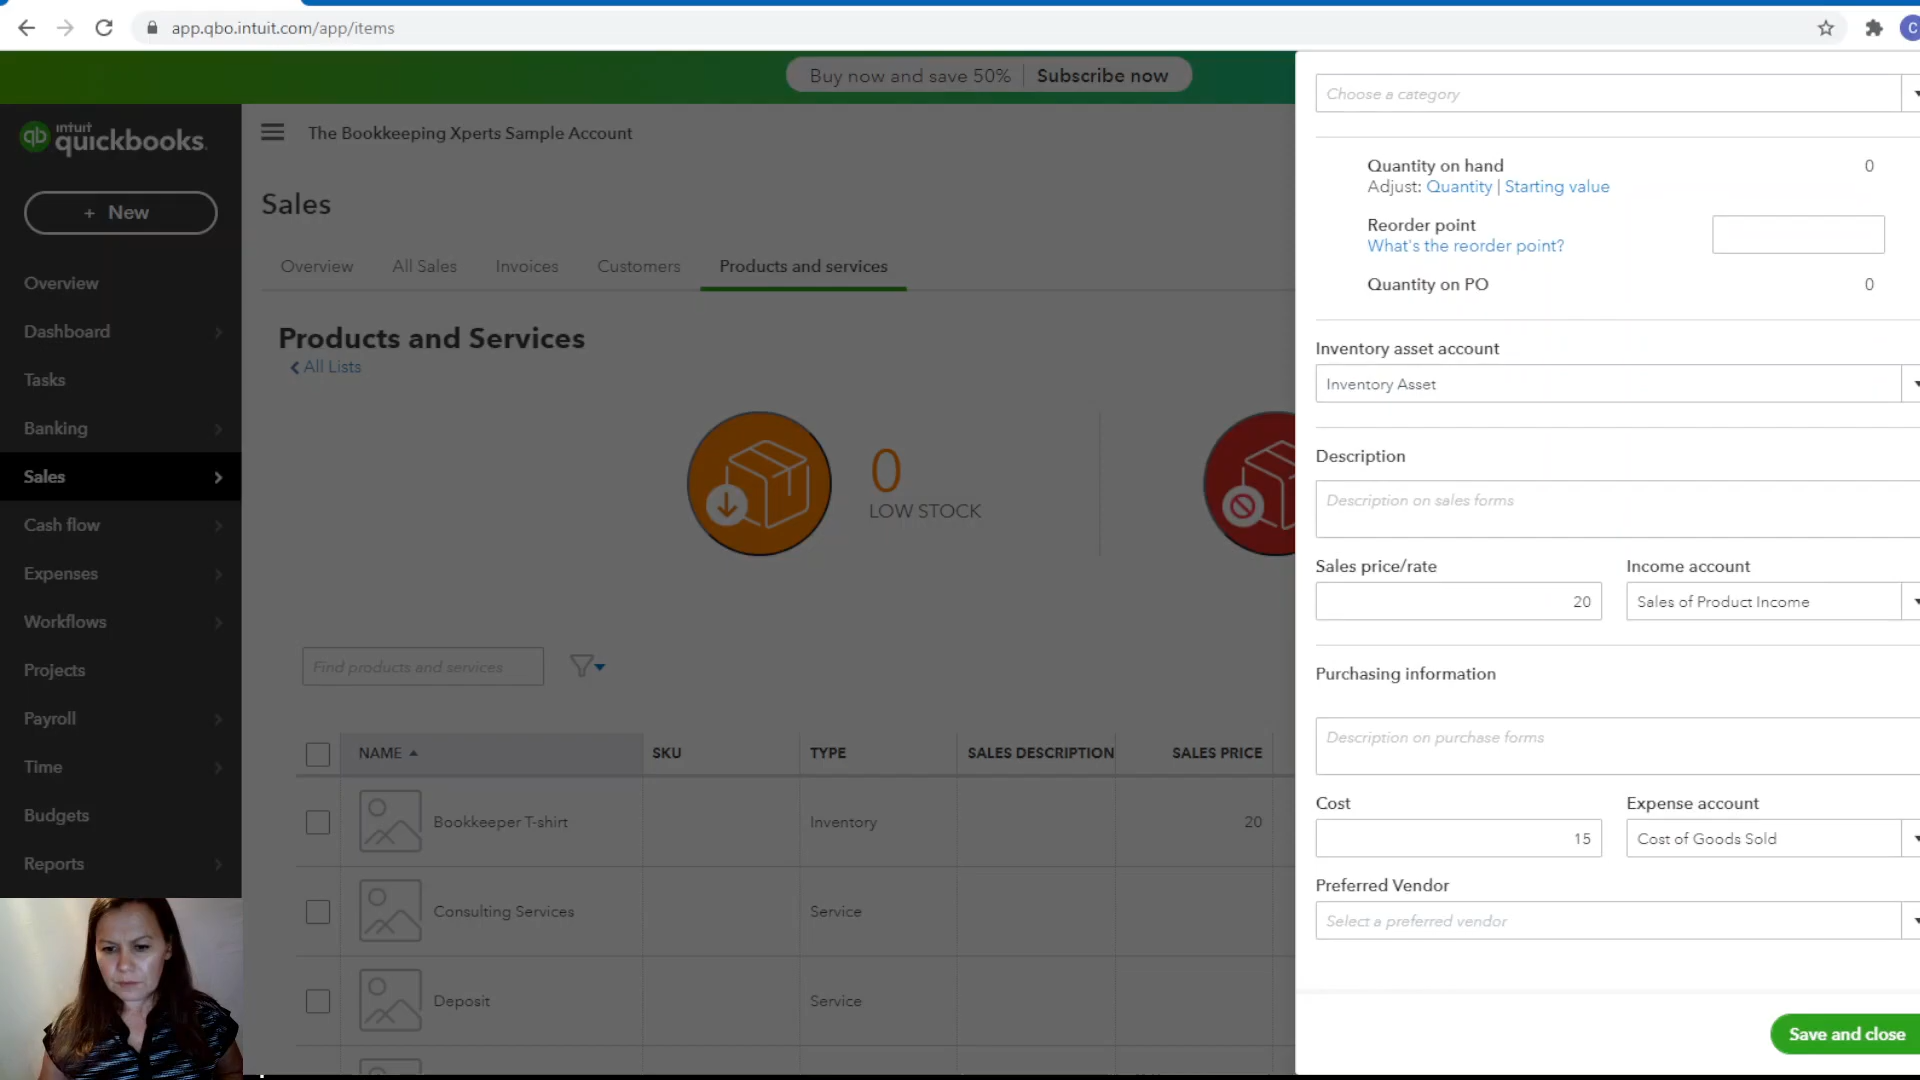 app.qbo.intuit.com/app/items
C
Buy now and save 50% Subscribe now
qb intuit quickbooks.
The Bookkeeping Xperts Sample Account
+ New
Sales
Overview All Sales Invoices Customers Products and services
Products and Services
All Lists
0
LOW STOCK
Overview
Dashboard
Tasks
Banking
Sales
Cash flow
Expenses
Workflows
Projects
Payroll
Time
Budgets
Reports
Find products and services
NAME SKU TYPE SALES DESCRIPTION SALES PRICE
Bookkeeper T-shirt Inventory 20
Consulting Services Service
Deposit Service
Choose a category
Quantity on hand 0
Adjust: Quantity | Starting value
Reorder point
What's the reorder point?
Quantity on PO 0
Inventory asset account
Inventory Asset
Description
Description on sales forms
Sales price/rate Income account
20 Sales of Product Income
Purchasing information
Description on purchase forms
Cost Expense account
15 Cost of Goods Sold
Preferred Vendor
Select a preferred vendor
Save and close